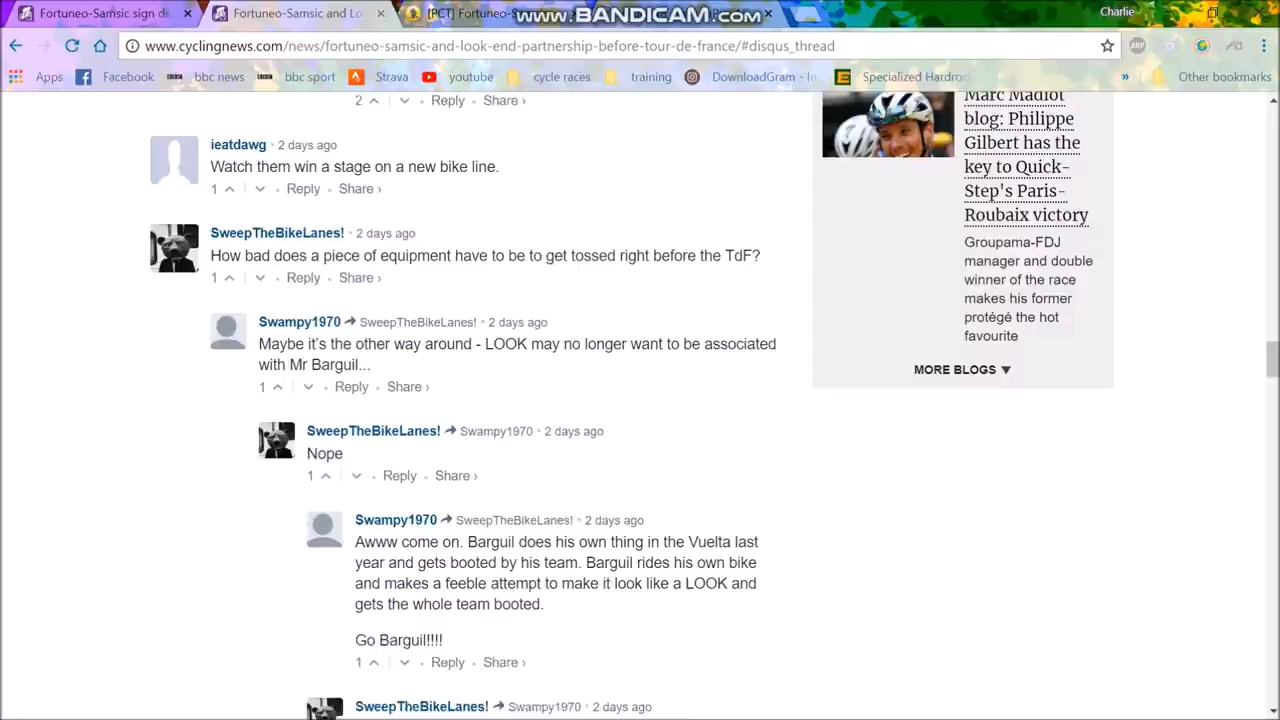 Fortuneo-Samsic sign d
Fortuneo-Samsic and Lo
[PCT] Fortuneo-S
www.BANDICAM.com
Charlie
www.cyclingnews.com/news/fortuneo-samsic-and-look-end-partnership-before-tour-de-france/#disqus_thread
ABP
Apps
Facebook
bbc news
bbc sport
Strava
youtube
cycle races
training
DownloadGram - In
Specialized Hardroc
»
Other bookmarks
2 Reply Share ›
ieatdawg • 2 days ago
Watch them win a stage on a new bike line.
1 Reply Share ›
SweepTheBikeLanes! • 2 days ago
How bad does a piece of equipment have to be to get tossed right before the TdF?
1 Reply Share ›
Swampy1970 SweepTheBikeLanes! • 2 days ago
Maybe it's the other way around - LOOK may no longer want to be associated
with Mr Barguil...
1 Reply Share ›
SweepTheBikeLanes! Swampy1970 • 2 days ago
Nope
1 Reply Share ›
Swampy1970 SweepTheBikeLanes! • 2 days ago
Awww come on. Barguil does his own thing in the Vuelta last
year and gets booted by his team. Barguil rides his own bike
and makes a feeble attempt to make it look like a LOOK and
gets the whole team booted.
Go Barguil!!!!
1 Reply Share ›
SweepTheBikeLanes! Swampy1970 • 2 days ago
Marc Madiot
blog: Philippe
Gilbert has the
key to Quick-
Step's Paris-
Roubaix victory
Groupama-FDJ
manager and double
winner of the race
makes his former
protégé the hot
favourite
MORE BLOGS ▼